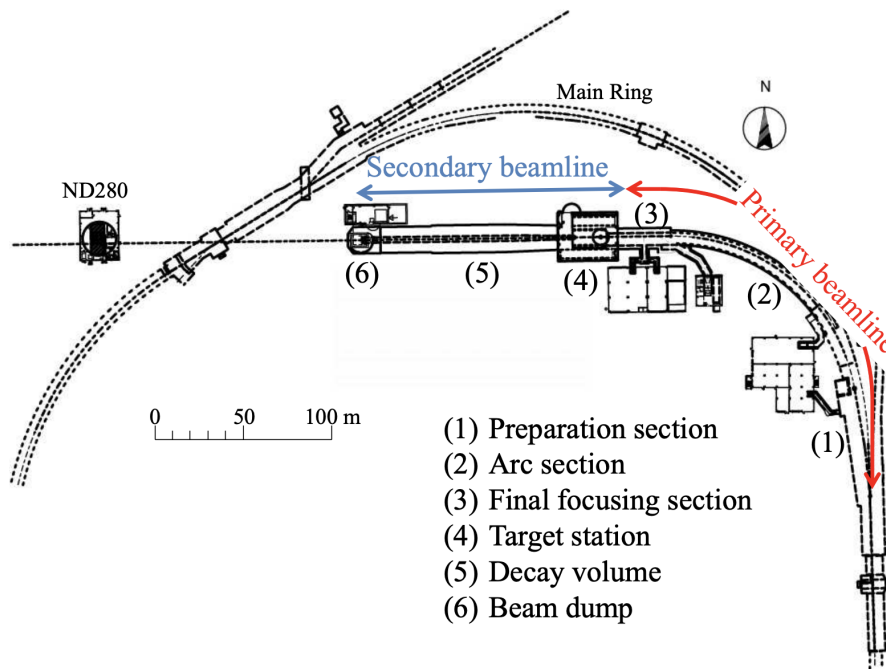 N
Main Ring
Secondary beamline
ND280
Primary beamline
(3)
(6)
(5)
(4)
(2)
(1)
0 50 100 m
(1) Preparation section
(2) Arc section
(3) Final focusing section
(4) Target station
(5) Decay volume
(6) Beam dump